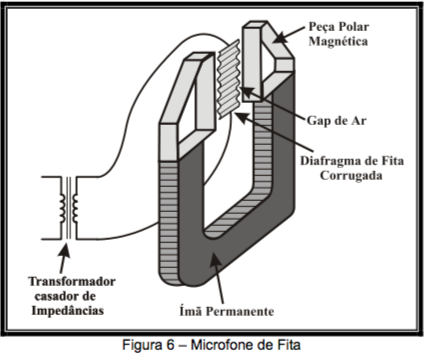 Peça Polar
Magnética
Gap de Ar
Diafragma de Fita
Corrugada
Transformador
casador de
Impedâncias
Ímã Permanente
Figura 6 – Microfone de Fita